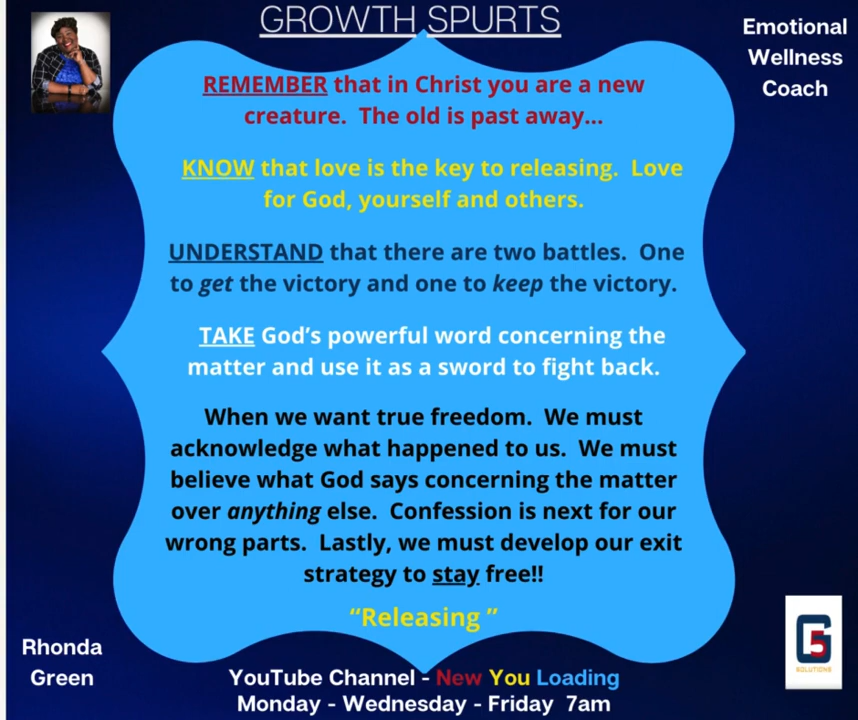 GROWTH SPURTS
Emotional
Wellness
Coach
REMEMBER that in Christ you are a new
creature.  The old is past away...
KNOW that love is the key to releasing.  Love
for God, yourself and others.
UNDERSTAND that there are two battles.  One
to get the victory and one to keep the victory.
TAKE God’s powerful word concerning the
matter and use it as a sword to fight back.
When we want true freedom.  We must
acknowledge what happened to us.  We must
believe what God says concerning the matter
over anything else.  Confession is next for our
wrong parts.  Lastly, we must develop our exit
strategy to stay free!!
“Releasing ”
Rhonda
Green
G5
SOLUTIONS
YouTube Channel - New You Loading
Monday - Wednesday - Friday  7am